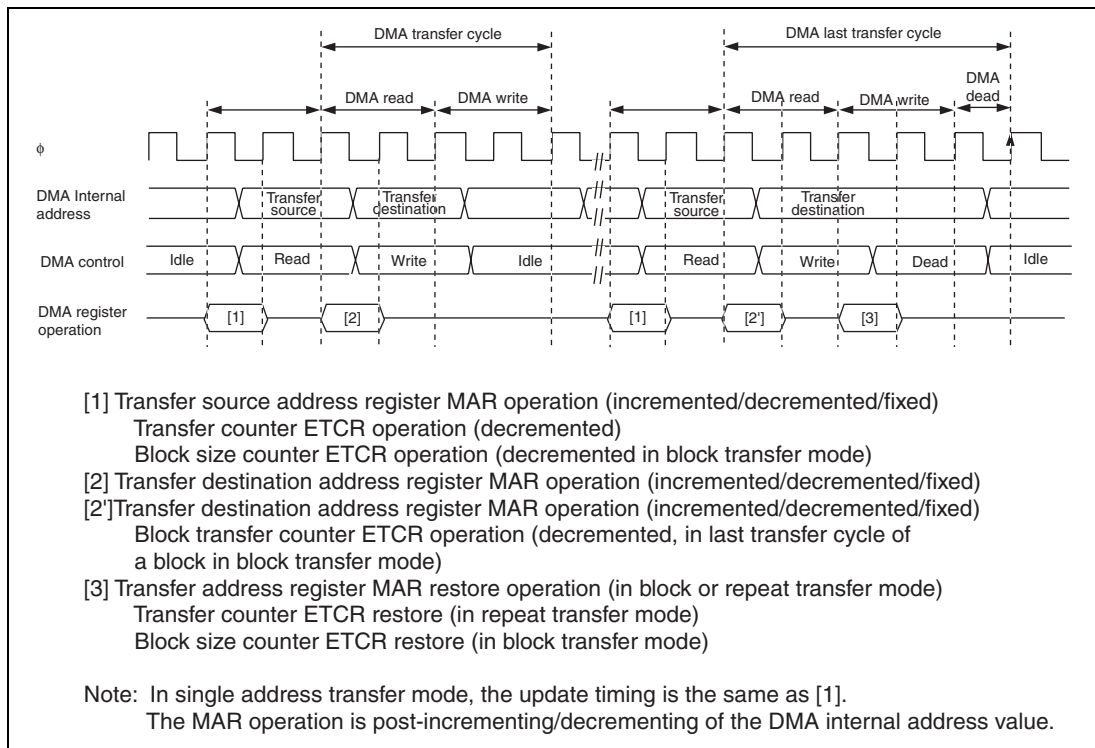 DMA transfer cycle
DMA last transfer cycle
DMA read
DMA write
DMA read
DMA write
DMA
dead
ϕ
DMA Internal
address
Transfer
source
Transfer
destination
Transfer
source
Transfer
destination
DMA control
Idle
Read
Write
Idle
Read
Write
Dead
Idle
DMA register
operation
[1]
[2]
[1]
[2']
[3]
[1] Transfer source address register MAR operation (incremented/decremented/fixed)
Transfer counter ETCR operation (decremented)
Block size counter ETCR operation (decremented in block transfer mode)
[2] Transfer destination address register MAR operation (incremented/decremented/fixed)
[2']Transfer destination address register MAR operation (incremented/decremented/fixed)
Block transfer counter ETCR operation (decremented, in last transfer cycle of
a block in block transfer mode)
[3] Transfer address register MAR restore operation (in block or repeat transfer mode)
Transfer counter ETCR restore (in repeat transfer mode)
Block size counter ETCR restore (in block transfer mode)
Note: In single address transfer mode, the update timing is the same as [1].
The MAR operation is post-incrementing/decrementing of the DMA internal address value.